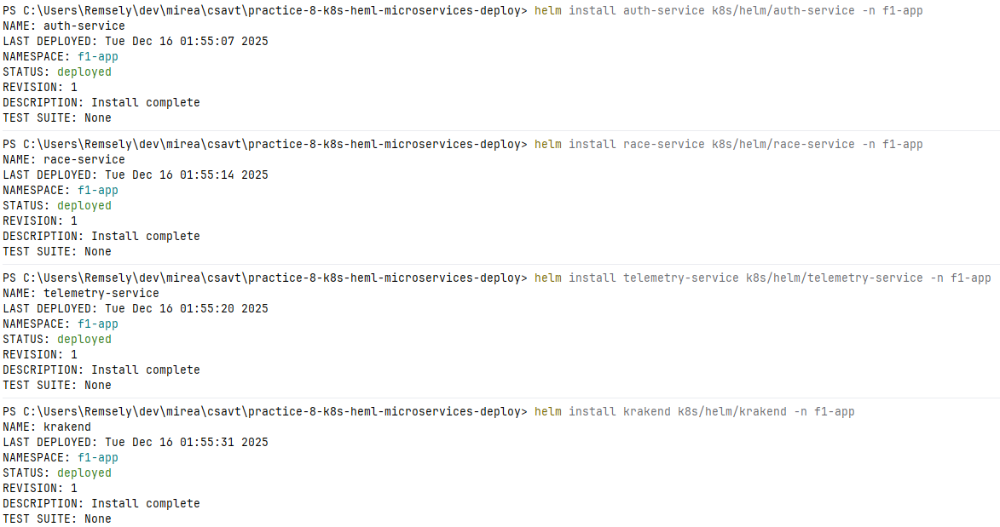 PS C:\Users\Remsely\dev\mirea\csavt\practice-8-k8s-heml-microservices-deploy> helm install auth-service k8s/helm/auth-service -n f1-app
NAME: auth-service
LAST DEPLOYED: Tue Dec 16 01:55:07 2025
NAMESPACE: f1-app
STATUS: deployed
REVISION: 1
DESCRIPTION: Install complete
TEST SUITE: None
PS C:\Users\Remsely\dev\mirea\csavt\practice-8-k8s-heml-microservices-deploy> helm install race-service k8s/helm/race-service -n f1-app
NAME: race-service
LAST DEPLOYED: Tue Dec 16 01:55:14 2025
NAMESPACE: f1-app
STATUS: deployed
REVISION: 1
DESCRIPTION: Install complete
TEST SUITE: None
PS C:\Users\Remsely\dev\mirea\csavt\practice-8-k8s-heml-microservices-deploy> helm install telemetry-service k8s/helm/telemetry-service -n f1-app
NAME: telemetry-service
LAST DEPLOYED: Tue Dec 16 01:55:20 2025
NAMESPACE: f1-app
STATUS: deployed
REVISION: 1
DESCRIPTION: Install complete
TEST SUITE: None
PS C:\Users\Remsely\dev\mirea\csavt\practice-8-k8s-heml-microservices-deploy> helm install krakend k8s/helm/krakend -n f1-app
NAME: krakend
LAST DEPLOYED: Tue Dec 16 01:55:31 2025
NAMESPACE: f1-app
STATUS: deployed
REVISION: 1
DESCRIPTION: Install complete
TEST SUITE: None